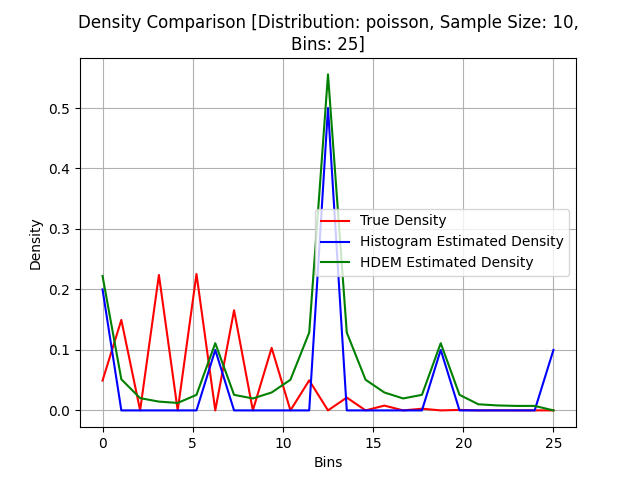 Density Comparison [Distribution: poisson, Sample Size: 10,
Bins: 25]
Density
0.5
0.4
0.3
0.2
0.1
0.0
True Density
Histogram Estimated Density
HDEM Estimated Density
0 5 10 15 20 25
Bins